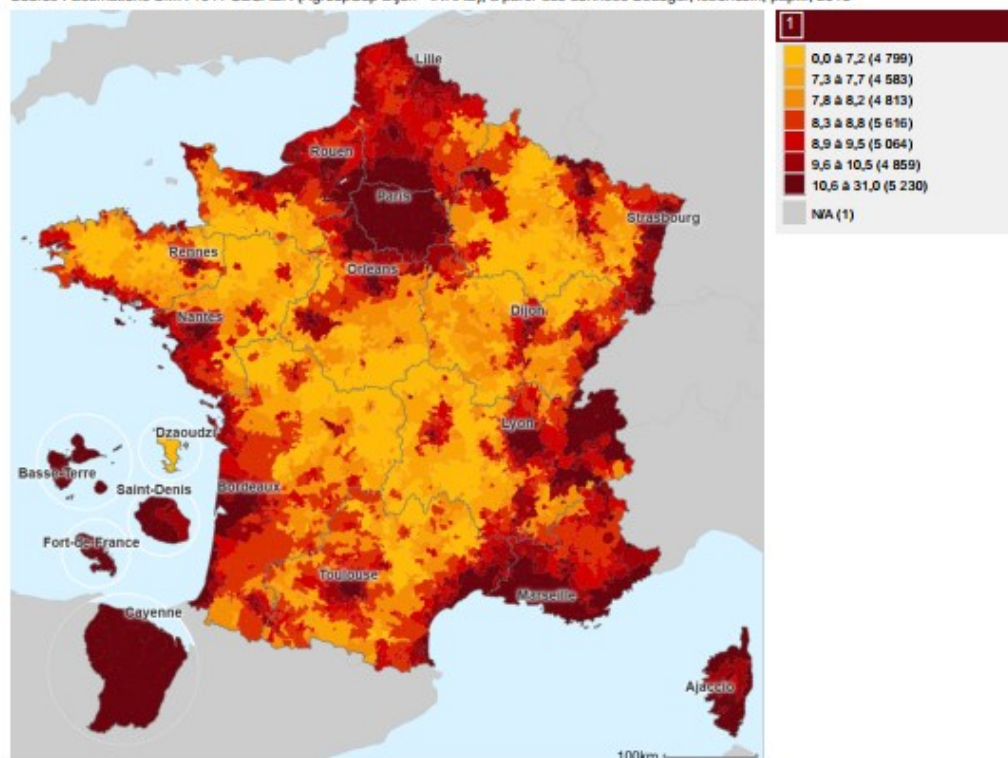 1
0,0 à 7,2 (4 799)
7,3 à 7,7 (4 583)
7,8 à 8,2 (4 813)
8,3 à 8,8 (5 616)
8,9 à 9,5 (5 064)
9,6 à 10,5 (4 859)
10,6 à 31,0 (5 230)
N/A (1)
Lille
Rouen
Paris
Strasbourg
Rennes
Orléans
Dijon
Nantes
Lyon
Dzaoudzi
Basse-Terre
Saint-Denis
Bordeaux
Fort-de-France
Toulouse
Marseille
Cayenne
Ajaccio
100km